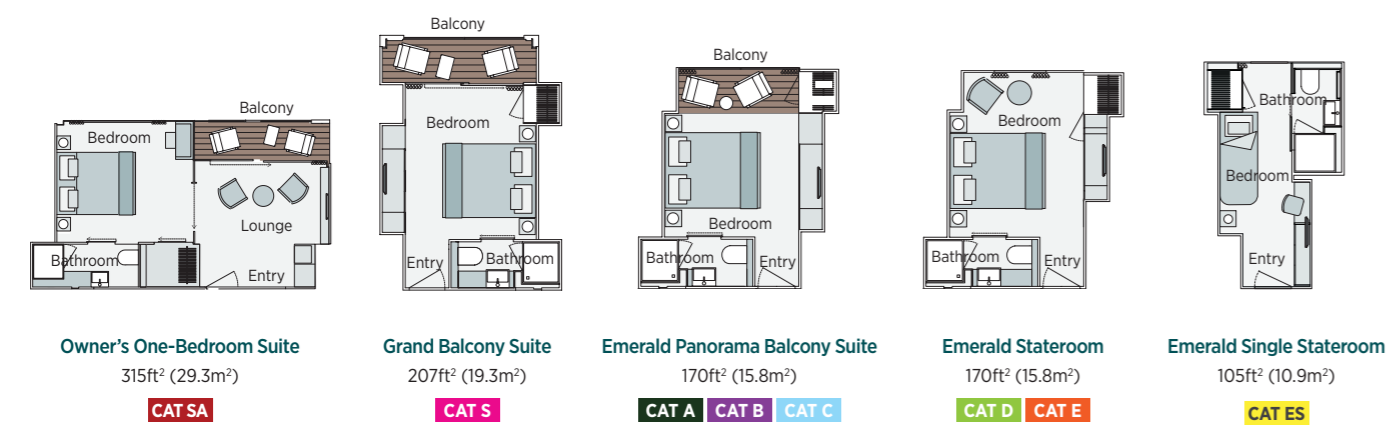 Balcony
Bedroom
Lounge
Bathroom
Entry
Owner's One-Bedroom Suite
315ft² (29.3m²)
CAT SA
Balcony
Bedroom
Entry
Bathroom
Grand Balcony Suite
207ft² (19.3m²)
CAT S
Balcony
Bedroom
Bathroom
Entry
Emerald Panorama Balcony Suite
170ft² (15.8m²)
CAT A CAT B CAT C
Bedroom
Bathroom
Entry
Emerald Stateroom
170ft² (15.8m²)
CAT D CAT E
Bathroom
Bedroom
Entry
Emerald Single Stateroom
105ft² (10.9m²)
CAT ES